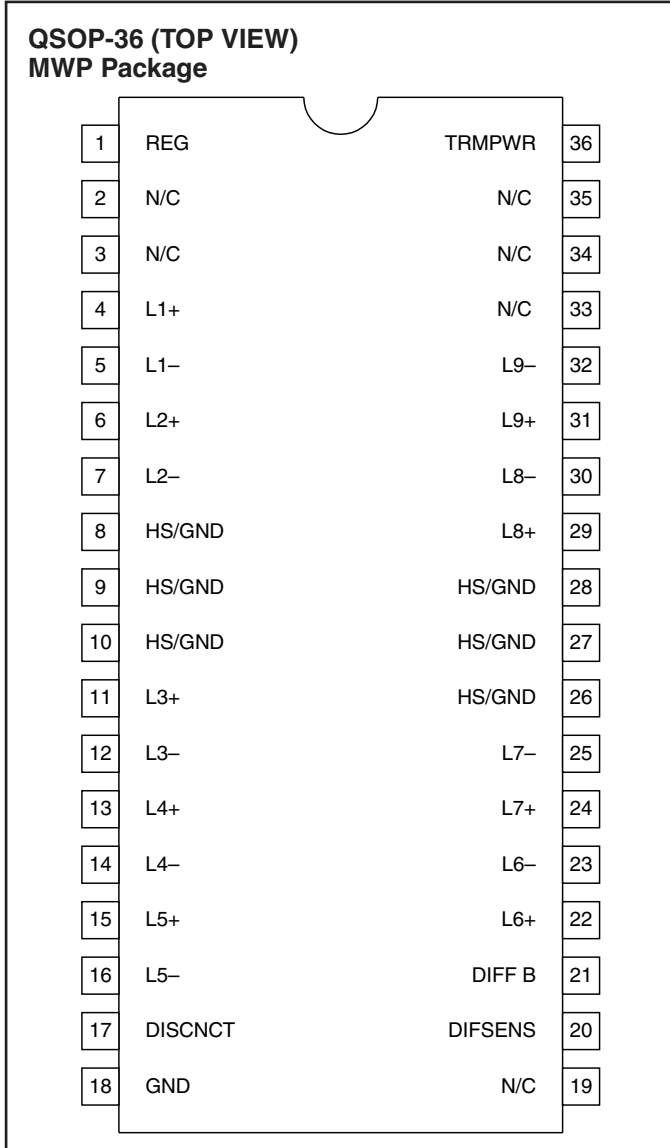 QSOP-36 (TOP VIEW)
MWP Package
1 REG TRMPWR 36
2 N/C N/C 35
3 N/C N/C 34
4 L1+ N/C 33
5 L1– L9– 32
6 L2+ L9+ 31
7 L2– L8– 30
8 HS/GND L8+ 29
9 HS/GND HS/GND 28
10 HS/GND HS/GND 27
11 L3+ HS/GND 26
12 L3– L7– 25
13 L4+ L7+ 24
14 L4– L6– 23
15 L5+ L6+ 22
16 L5– DIFF B 21
17 DISCNCT DIFSENS 20
18 GND N/C 19